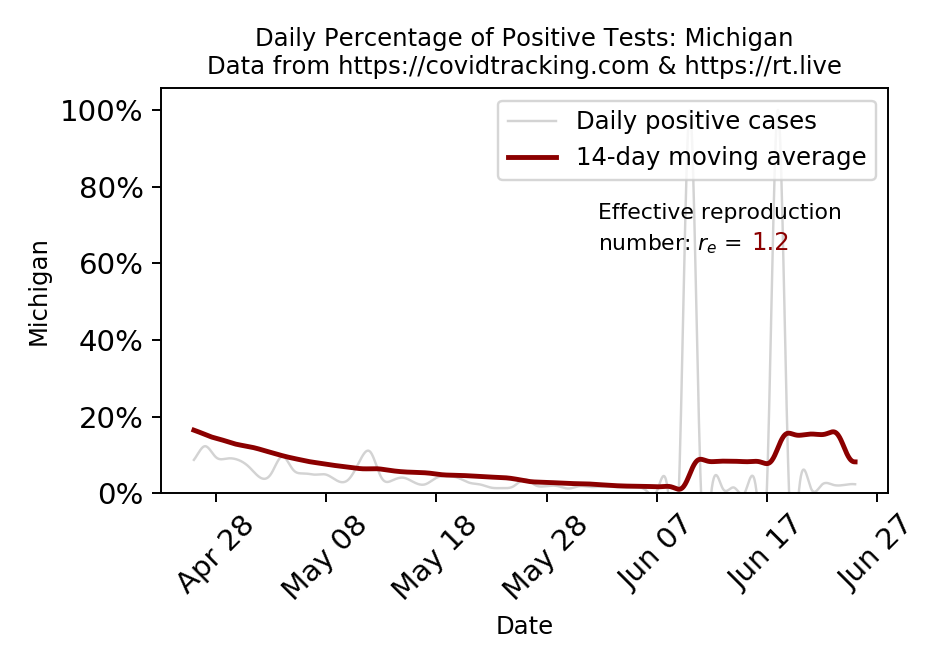 Daily Percentage of Positive Tests: Michigan
Data from https://covidtracking.com & https://rt.live
100%
80%
60%
40%
20%
0%
Michigan
Daily positive cases
14-day moving average
Effective reproduction
number: rₑ = 1.2
Apr 28
May 08
May 18
May 28
Jun 07
Jun 17
Jun 27
Date